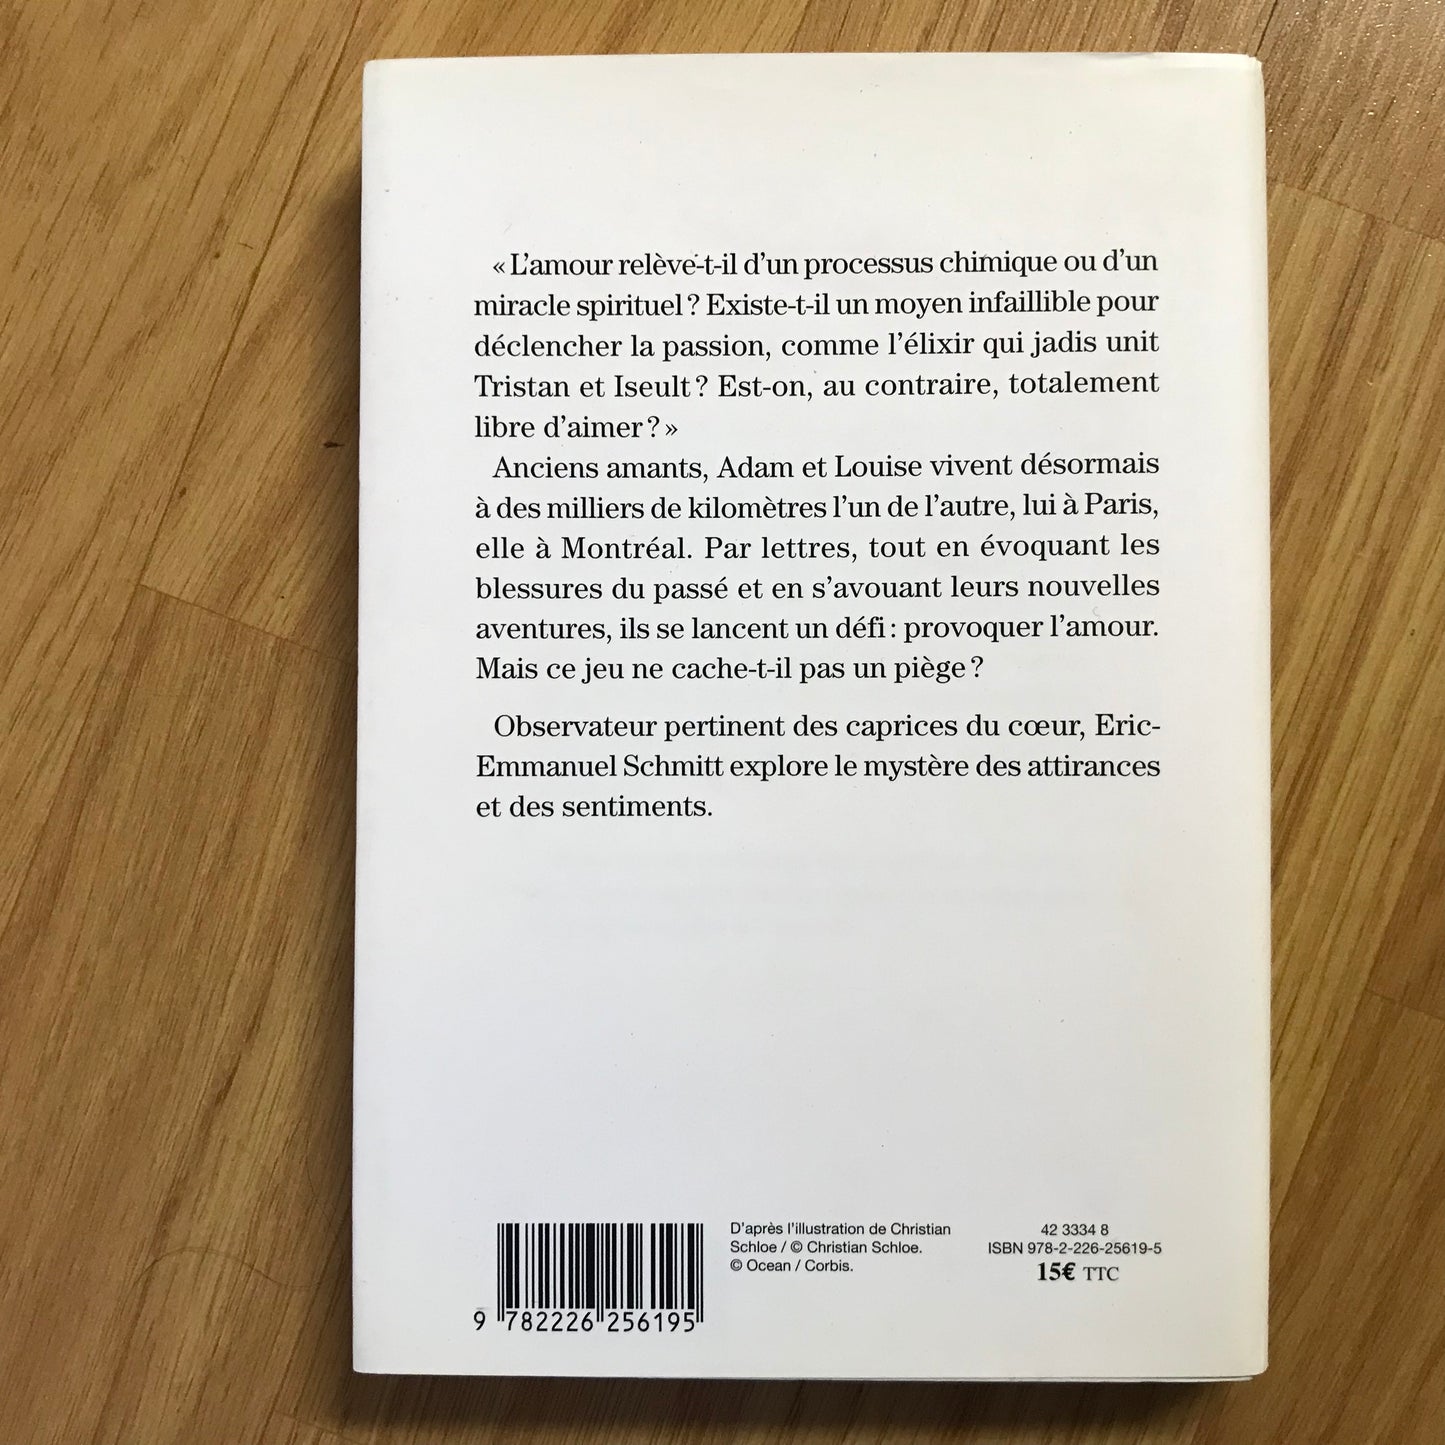 « L’amour relève-t-il d’un processus chimique ou d’un
miracle spirituel ? Existe-t-il un moyen infaillible pour
déclencher la passion, comme l’élixir qui jadis unit
Tristan et Iseult ? Est-on, au contraire, totalement
libre d’aimer ? »
Anciens amants, Adam et Louise vivent désormais
à des milliers de kilomètres l’un de l’autre, lui à Paris,
elle à Montréal. Par lettres, tout en évoquant les
blessures du passé et en s’avouant leurs nouvelles
aventures, ils se lancent un défi : provoquer l’amour.
Mais ce jeu ne cache-t-il pas un piège ?
Observateur pertinent des caprices du cœur, Eric-
Emmanuel Schmitt explore le mystère des attirances
et des sentiments.
9 782226 256195
D’après l’illustration de Christian
Schloe / © Christian Schloe.
© Ocean / Corbis.
42 3334 8
ISBN 978-2-226-25619-5
15€ TTC